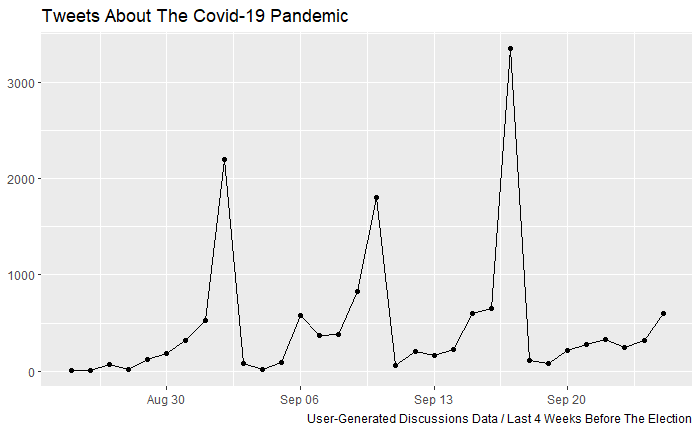 Tweets About The Covid-19 Pandemic
3000
2000
1000
0
Aug 30
Sep 06
Sep 13
Sep 20
User-Generated Discussions Data / Last 4 Weeks Before The Election